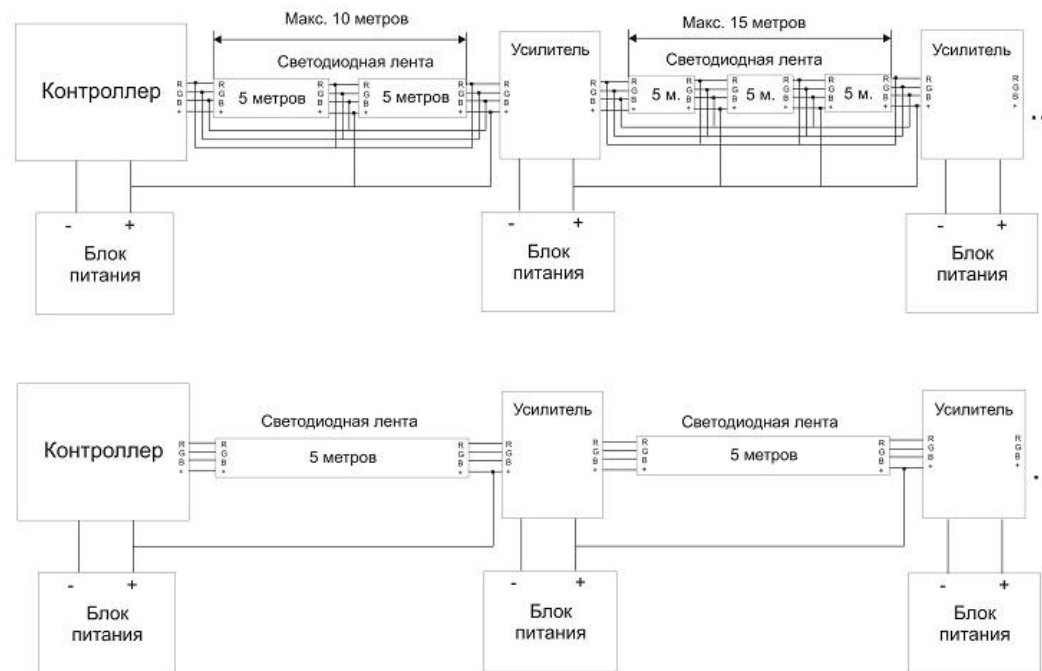 Макс. 10 метров
Светодиодная лента
Контроллер
R
G
B
+
R
G
B
+
5 метров
R
G
B
+
R
G
B
+
5 метров
R
G
B
+
Усилитель
R
G
B
+
R
G
B
+
Макс. 15 метров
Светодиодная лента
R
G
B
+
5 м.
R
G
B
+
R
G
B
+
5 м.
R
G
B
+
R
G
B
+
5 м.
R
G
B
+
Усилитель
R
G
B
+
R
G
B
+
..
- +
Блок
питания
- +
Блок
питания
- +
Блок
питания
Контроллер
R
G
B
+
Светодиодная лента
R
G
B
+
5 метров
R
G
B
+
Усилитель
R
G
B
+
R
G
B
+
Светодиодная лента
R
G
B
+
5 метров
R
G
B
+
Усилитель
R
G
B
+
R
G
B
+
.
- +
Блок
питания
- +
Блок
питания
- +
Блок
питания